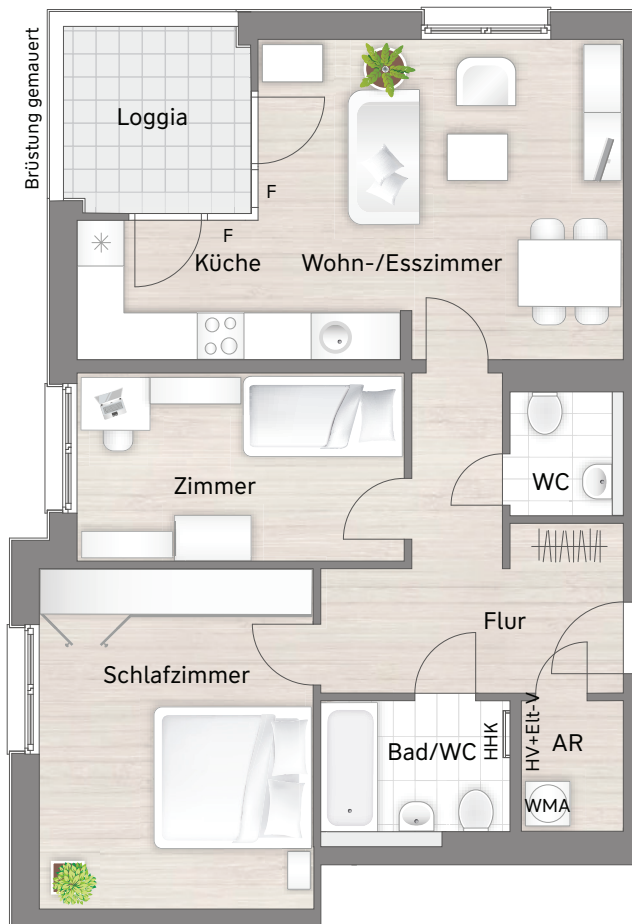 Brüstung gemauert
Loggia
F
F
Küche
Wohn-/Esszimmer
Zimmer
WC
Flur
Schlafzimmer
Bad/WC
HHK
HV+Elt-V
AR
WMA